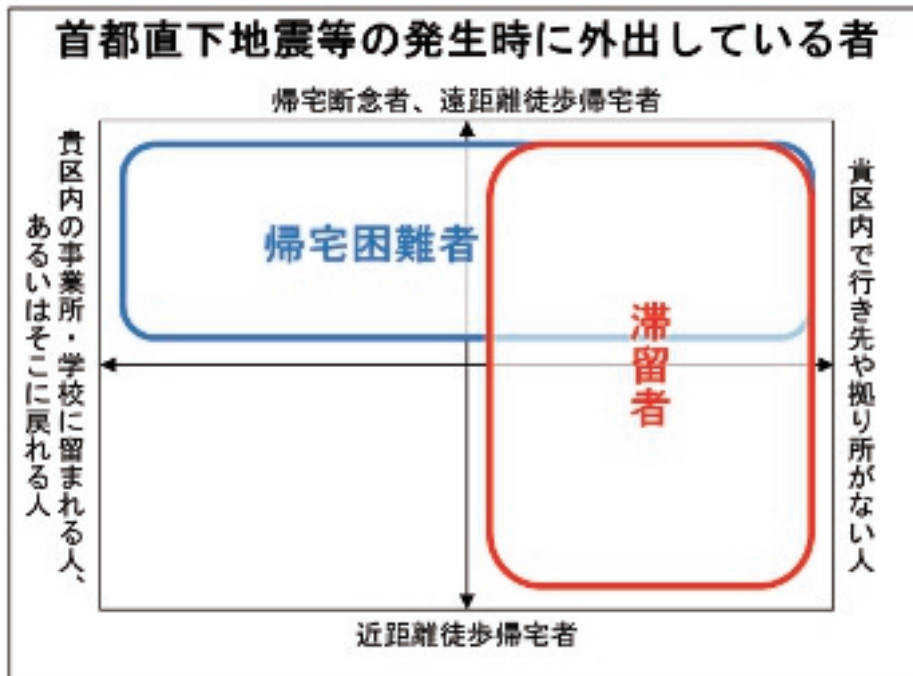 首都直下地震等の発生時に外出している者
帰宅断念者、遠距離徒歩帰宅者
貴区内の事業所・学校に留まれる人、
あるいはそこに戻れる人
帰宅困難者
滞留者
貴区内で行き先や拠り所がない人
近距離徒歩帰宅者